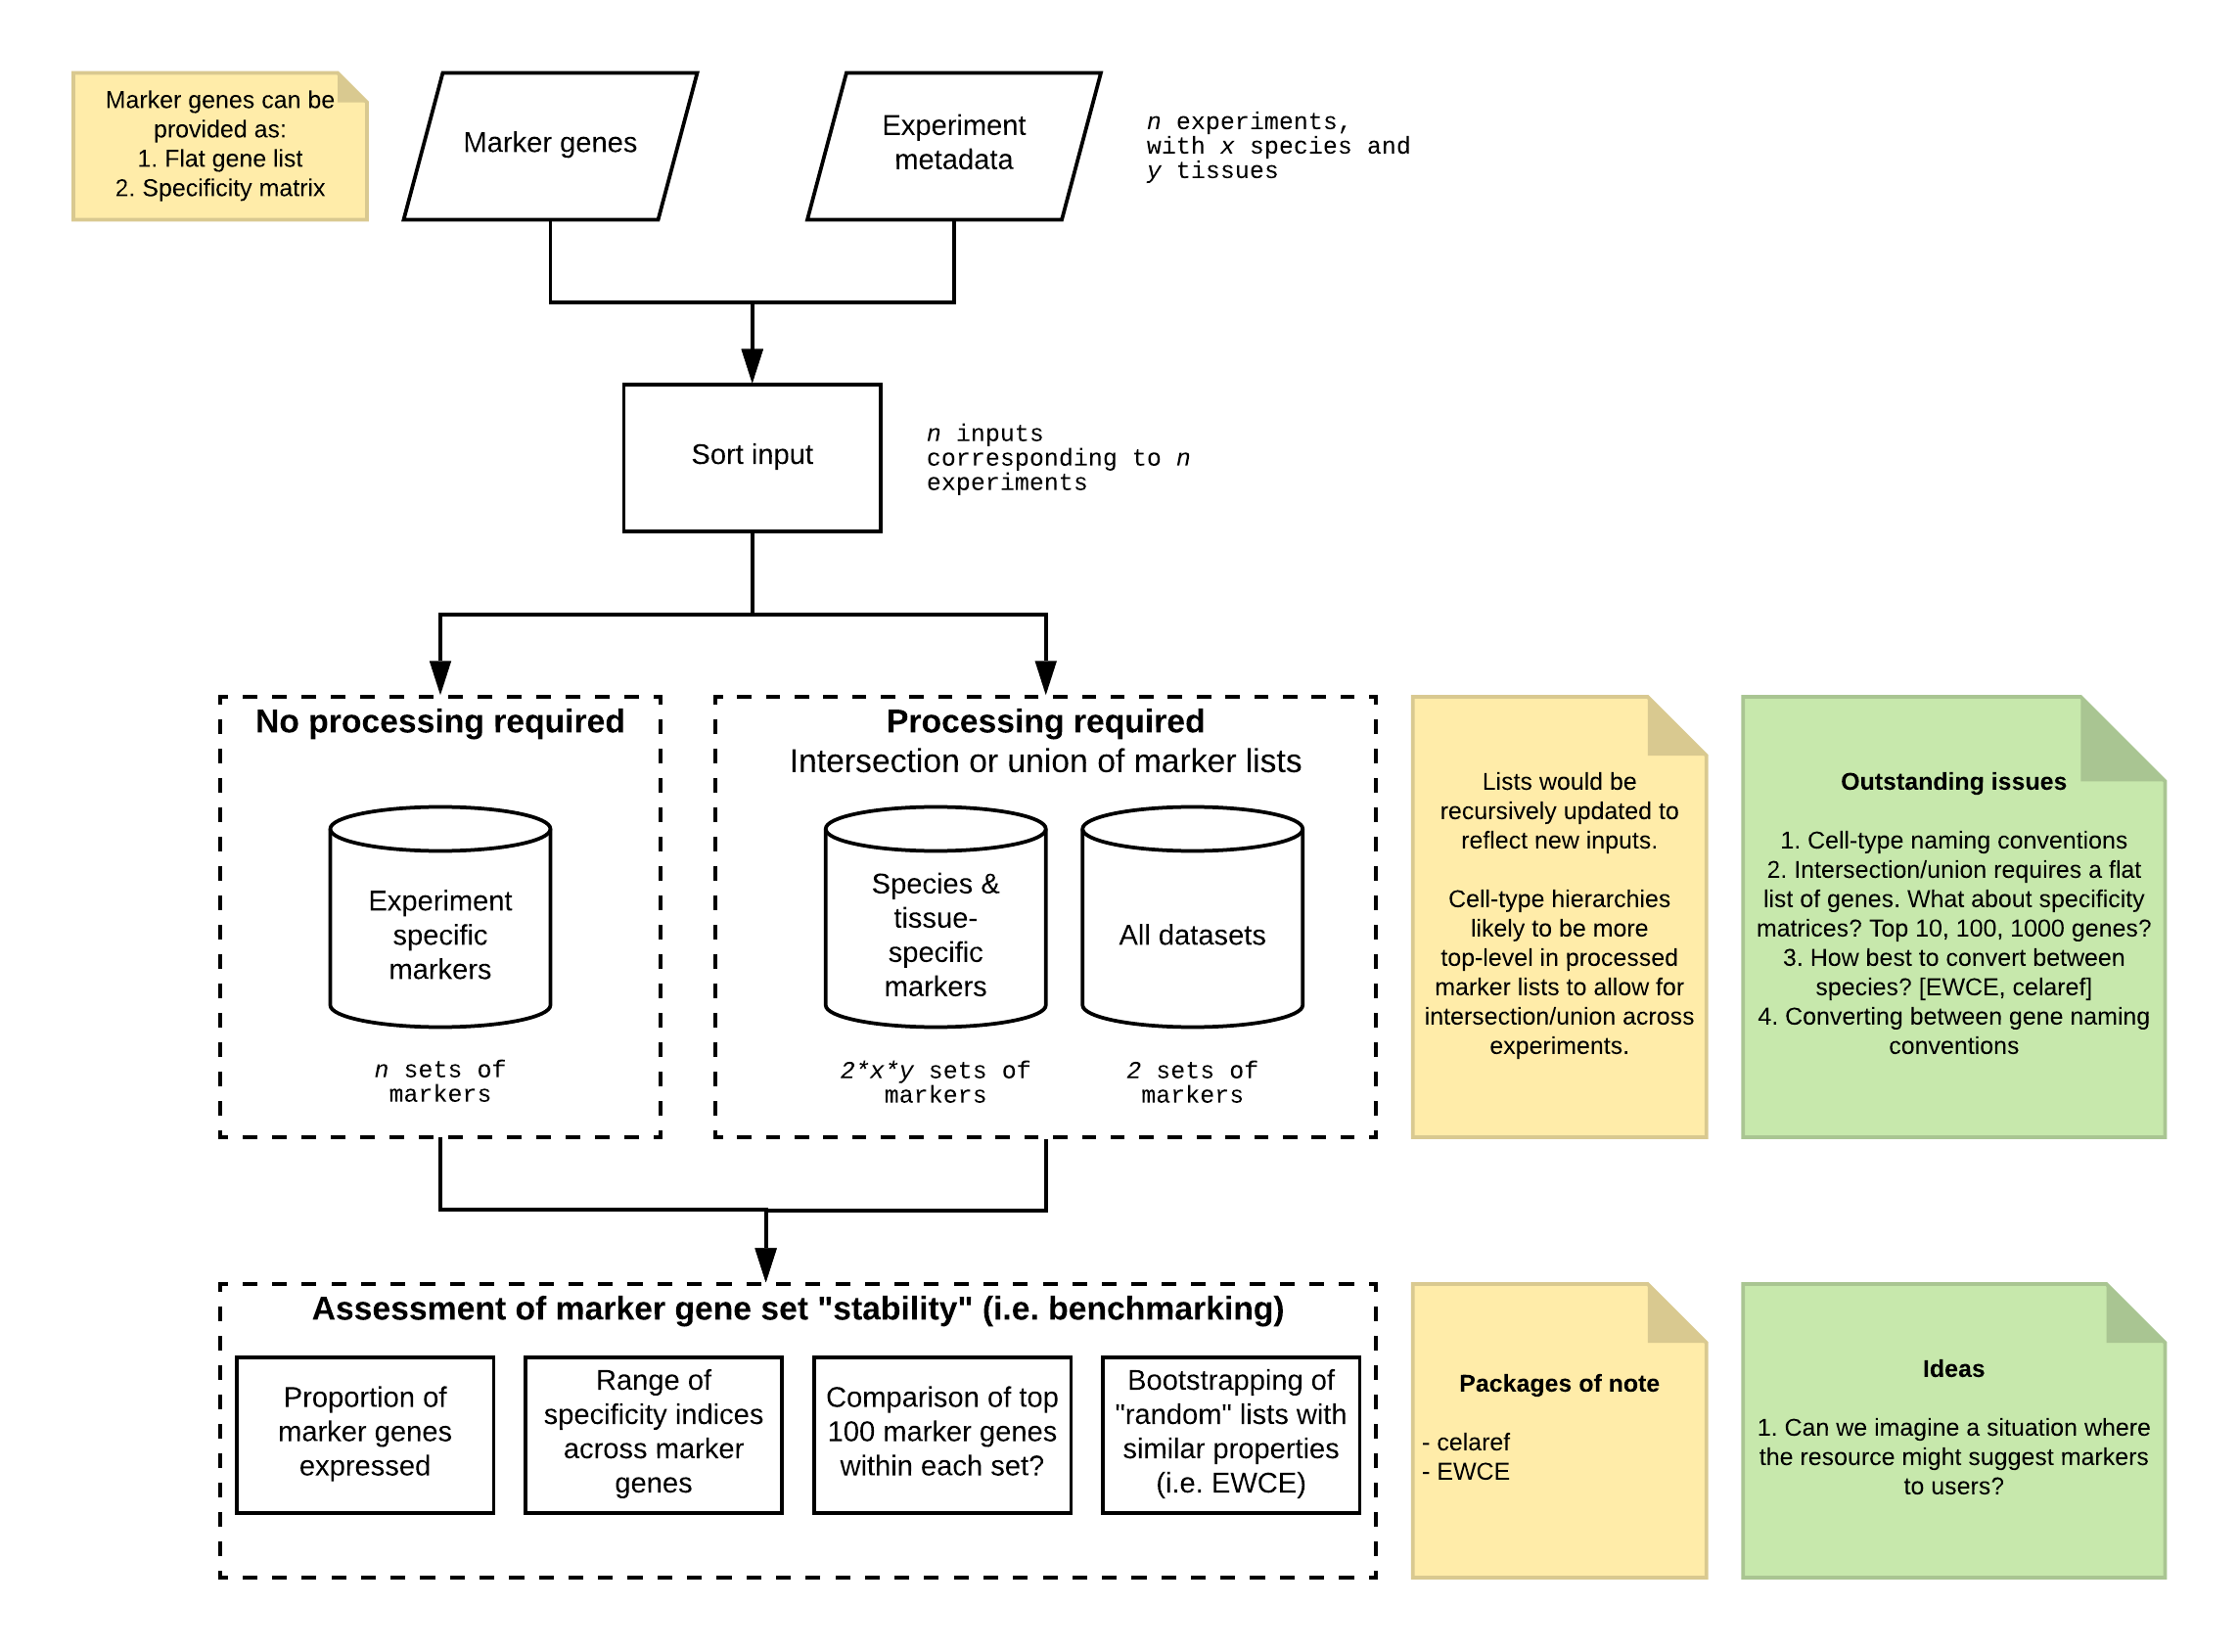 Marker genes can be
provided as:
1. Flat gene list
2. Specificity matrix
Marker genes
Experiment
metadata
n experiments,
with x species and
y tissues
Sort input
n inputs
corresponding to n
experiments
No processing required
Experiment
specific
markers
n sets of
markers
Processing required
Intersection or union of marker lists
Species &
tissue-
specific
markers
2*x*y sets of
markers
All datasets
2 sets of
markers
Lists would be
recursively updated to
reflect new inputs.
Cell-type hierarchies
likely to be more
top-level in processed
marker lists to allow for
intersection/union across
experiments.
Outstanding issues
1. Cell-type naming conventions
2. Intersection/union requires a flat
list of genes. What about specificity
matrices? Top 10, 100, 1000 genes?
3. How best to convert between
species? [EWCE, celaref]
4. Converting between gene naming
conventions
Assessment of marker gene set "stability" (i.e. benchmarking)
Proportion of
marker genes
expressed
Range of
specificity indices
across marker
genes
Comparison of top
100 marker genes
within each set?
Bootstrapping of
"random" lists with
similar properties
(i.e. EWCE)
Packages of note
- celaref
- EWCE
Ideas
1. Can we imagine a situation where
the resource might suggest markers
to users?